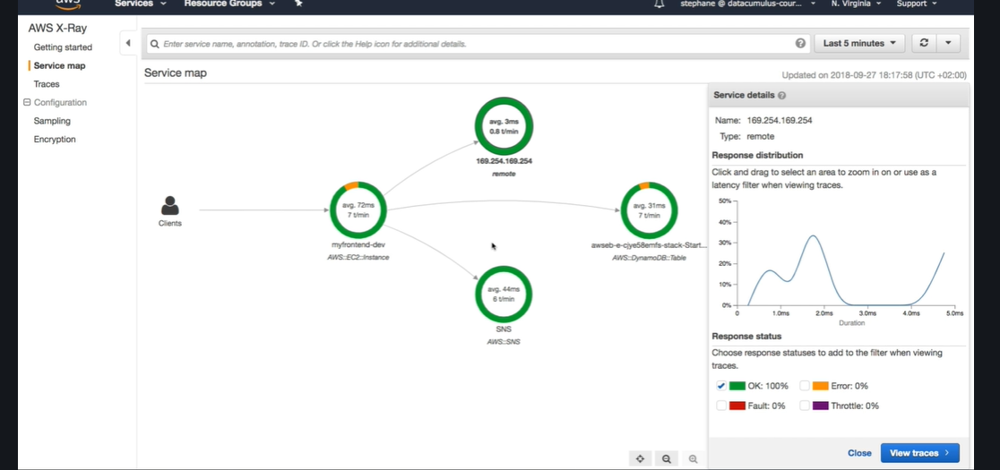 aws
Services
Resource Groups
stephane @ datacumulus-cour...
N. Virginia
Support
AWS X-Ray
Getting started
Service map
Traces
Configuration
Sampling
Encryption
Enter service name, annotation, trace ID. Or click the Help icon for additional details.
Last 5 minutes
Service map
Updated on 2018-09-27 18:17:58 (UTC +02:00)
Clients
avg. 72ms
7 t/min
myfrontend-dev
AWS::EC2::Instance
avg. 3ms
0.8 t/min
169.254.169.254
remote
avg. 31ms
7 t/min
awseb-e-cjye58emfs-stack-Start...
AWS::DynamoDB::Table
avg. 44ms
6 t/min
SNS
AWS::SNS
Service details
Name: 169.254.169.254
Type: remote
Response distribution
Click and drag to select an area to zoom in on or use as a
latency filter when viewing traces.
50%
40%
30%
20%
10%
0%
0 1.0ms 2.0ms 3.0ms 4.0ms 5.0ms
Duration
Response status
Choose response statuses to add to the filter when viewing
traces.
OK: 100% Error: 0%
Fault: 0% Throttle: 0%
Close
View traces